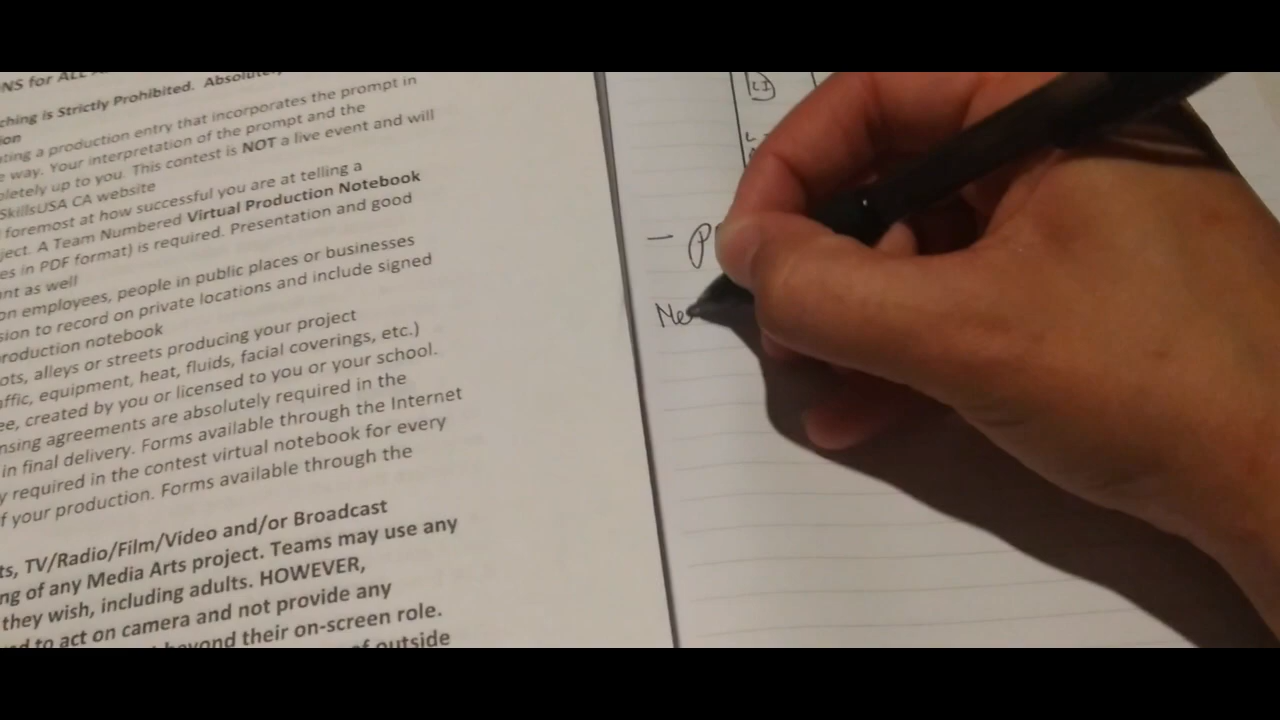 NS for ALL
ching is Strictly Prohibited. Absolutely
ion
ting a production entry that incorporates the prompt in
e way. Your interpretation of the prompt and the
pletely up to you. This contest is NOT a live event and will
SkillsUSA CA website
foremost at how successful you are at telling a
ject. A Team Numbered Virtual Production Notebook
es in PDF format) is required. Presentation and good
nt as well
on employees, people in public places or businesses
sion to record on private locations and include signed
roduction notebook
ots, alleys or streets producing your project
affic, equipment, heat, fluids, facial coverings, etc.)
ee, created by you or licensed to you or your school.
nsing agreements are absolutely required in the
in final delivery. Forms available through the Internet
y required in the contest virtual notebook for every
f your production. Forms available through the
ts, TV/Radio/Film/Video and/or Broadcast
ng of any Media Arts project. Teams may use any
they wish, including adults. HOWEVER,
ed to act on camera and not provide any
beyond their on-screen role.
of outside
LI
L
- P
Ne